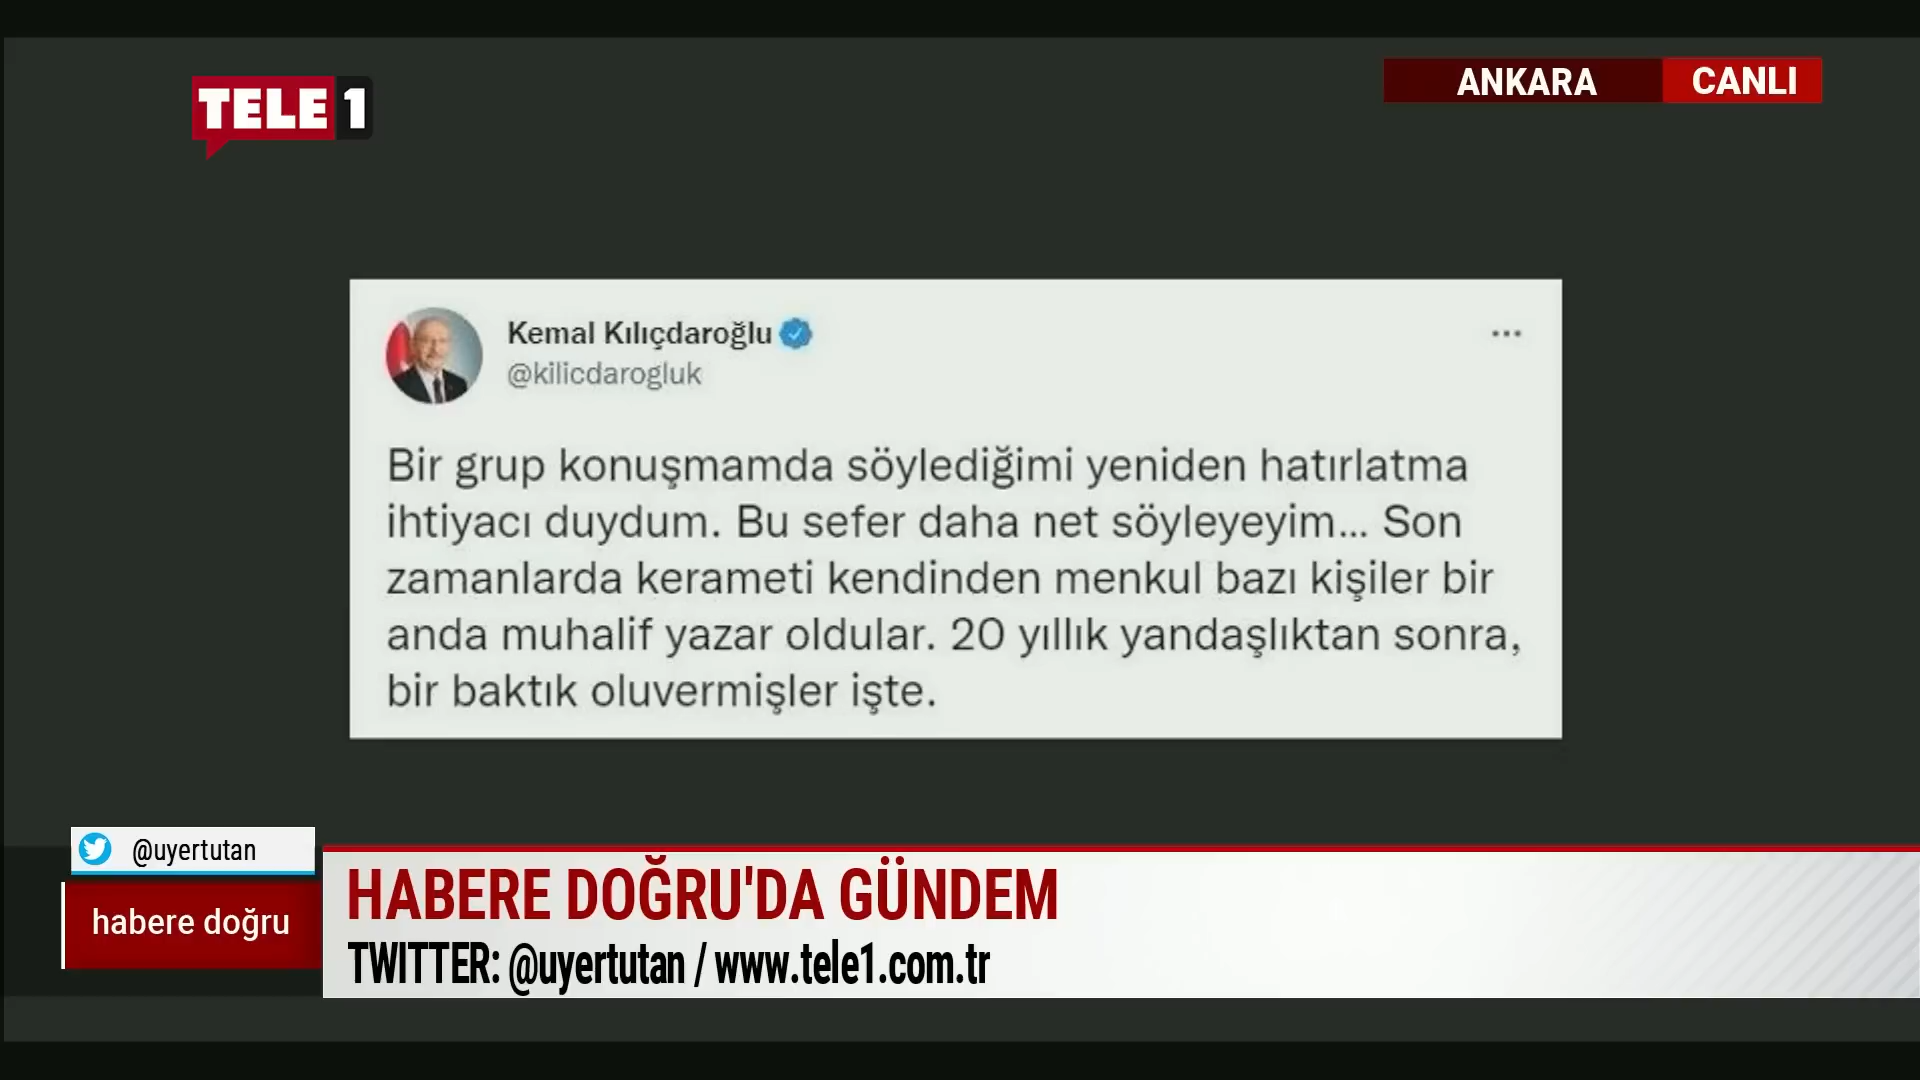 TELE 1
ANKARA CANLI
Kemal Kılıçdaroğlu
@kilicdarogluk
Bir grup konuşmamda söylediğimi yeniden hatırlatma
ihtiyacı duydum. Bu sefer daha net söyleyeyim... Son
zamanlarda kerameti kendinden menkul bazı kişiler bir
anda muhalif yazar oldular. 20 yıllık yandaşlıktan sonra,
bir baktık oluvermişler işte.
@uyertutan
habere doğru
HABERE DOĞRU'DA GÜNDEM
TWITTER: @uyertutan / www.tele1.com.tr